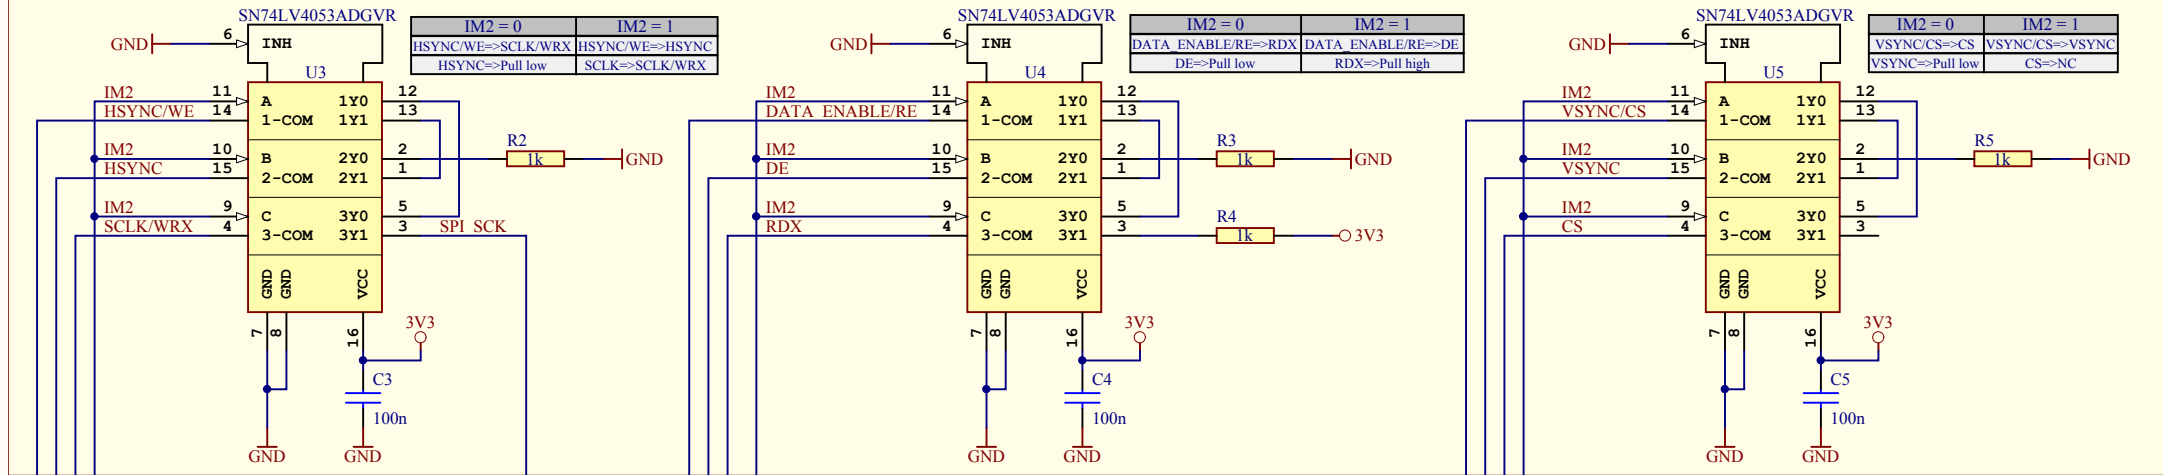 SN74LV4053ADGVR
IM2 = 0 IM2 = 1
HSYNC/WE=>SCLK/WRX HSYNC/WE=>HSYNC
HSYNC=>Pull low SCLK=>SCLK/WRX
GND 6 INH
U3
IM2 11 A 1Y0 12
HSYNC/WE 14 1-COM 1Y1 13
IM2 10 B 2Y0 2 R2 1k GND
HSYNC 15 2-COM 2Y1 1
IM2 9 C 3Y0 5
SCLK/WRX 4 3-COM 3Y1 3 SPI_SCK
GND GND VCC
7 8 16 3V3
C3
100n
GND GND
SN74LV4053ADGVR
IM2 = 0 IM2 = 1
DATA_ENABLE/RE=>RDX DATA_ENABLE/RE=>DE
DE=>Pull low RDX=>Pull high
GND 6 INH
U4
IM2 11 A 1Y0 12
DATA_ENABLE/RE 14 1-COM 1Y1 13
IM2 10 B 2Y0 2 R3 1k GND
DE 15 2-COM 2Y1 1
IM2 9 C 3Y0 5
RDX 4 3-COM 3Y1 3 R4 1k 3V3
GND GND VCC
7 8 16 3V3
C4
100n
GND GND
SN74LV4053ADGVR
IM2 = 0 IM2 = 1
VSYNC/CS=>CS VSYNC/CS=>VSYNC
VSYNC=>Pull low CS=>NC
GND 6 INH
U5
IM2 11 A 1Y0 12
VSYNC/CS 14 1-COM 1Y1 13
IM2 10 B 2Y0 2 R5 1k GND
VSYNC 15 2-COM 2Y1 1
IM2 9 C 3Y0 5
CS 4 3-COM 3Y1 3
GND GND VCC
7 8 16 3V3
C5
100n
GND GND